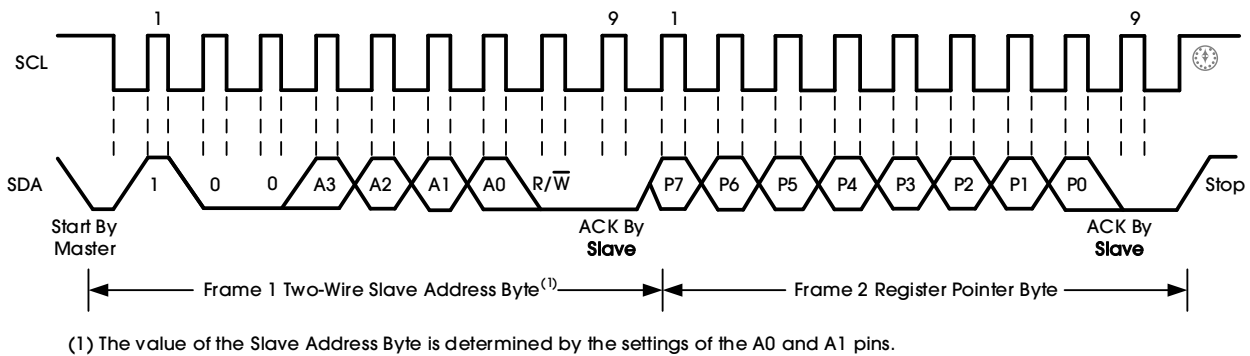 1 9 1 9
SCL
SDA 1 0 0 A3 A2 A1 A0 R/W̅ P7 P6 P5 P4 P3 P2 P1 P0 Stop
Start By ACK By ACK By
Master Slave Slave
Frame 1 Two-Wire Slave Address Byte(1) Frame 2 Register Pointer Byte
(1) The value of the Slave Address Byte is determined by the settings of the A0 and A1 pins.